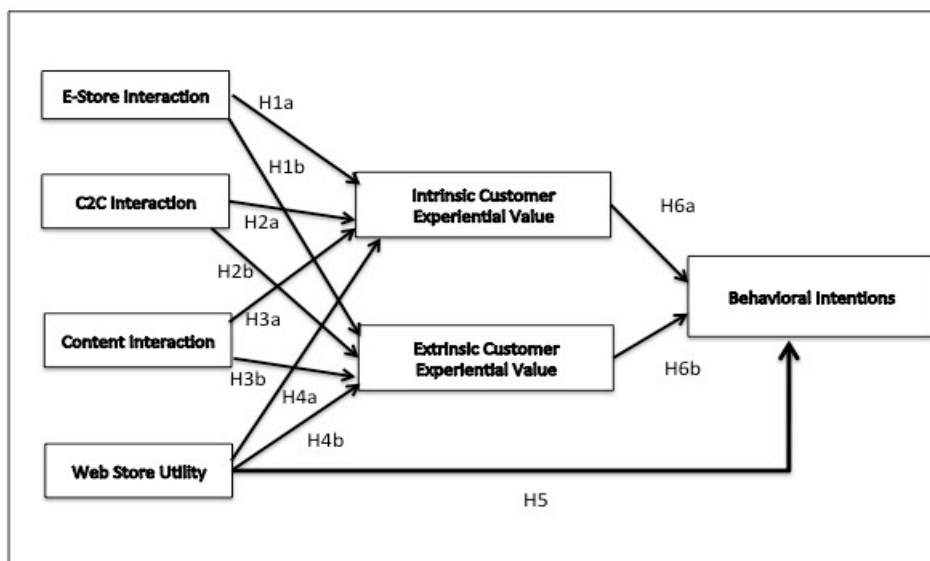 E-Store Interaction
H1a
H1b
C2C Interaction
Intrinsic Customer
Experiential Value
H2a
H6a
H2b
Behavioral Intentions
H3a
Content Interaction
Extrinsic Customer
Experiential Value
H3b
H6b
H4a
H4b
Web Store Utility
H5